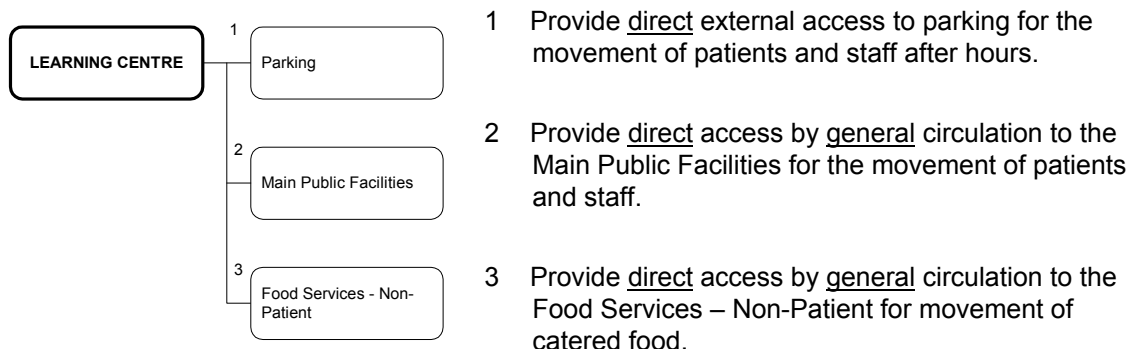 LEARNING CENTRE
1
Parking
2
Main Public Facilities
3
Food Services - Non-
Patient
1 Provide direct external access to parking for the
movement of patients and staff after hours.
2 Provide direct access by general circulation to the
Main Public Facilities for the movement of patients
and staff.
3 Provide direct access by general circulation to the
Food Services – Non-Patient for movement of
catered food.